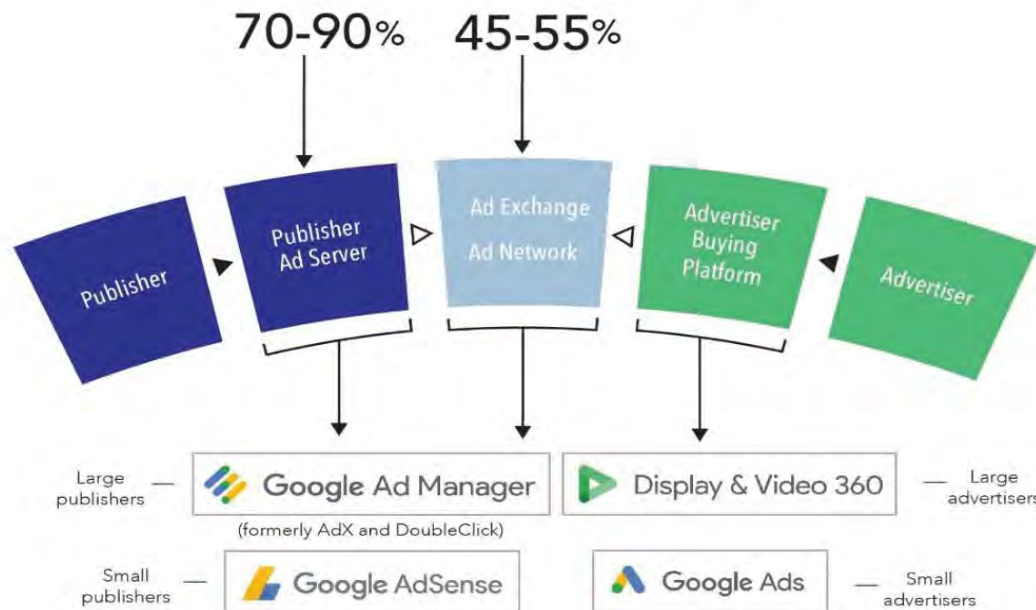 70-90%
45-55%
Publisher
Publisher
Ad Server
Ad Exchange
Ad Network
Advertiser
Buying
Platform
Advertiser
Large
publishers
Google Ad Manager
(formerly AdX and DoubleClick)
Display & Video 360
Large
advertisers
Small
publishers
Google AdSense
Google Ads
Small
advertisers